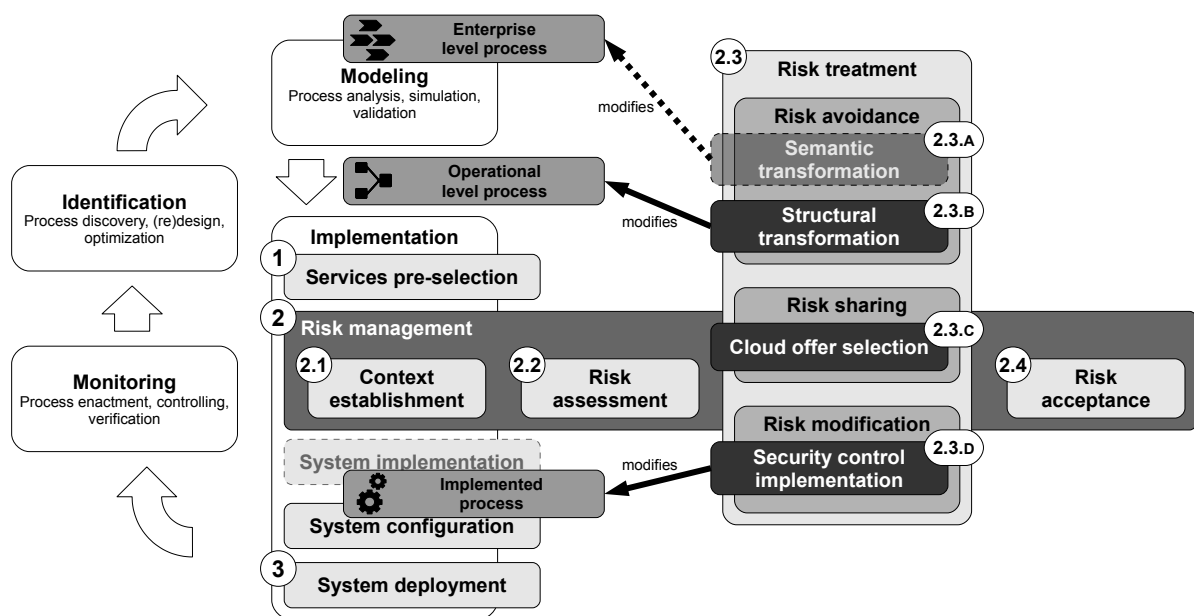 Enterprise
level process
Modeling
Process analysis, simulation,
validation
modifies
2.3
Risk treatment
Risk avoidance
2.3.A
Semantic
transformation
Operational
level process
modifies
2.3.B
Structural
transformation
Identification
Process discovery, (re)design,
optimization
Implementation
1
Services pre-selection
2
Risk management
Risk sharing
2.3.C
Cloud offer selection
2.1
Context
establishment
2.2
Risk
assessment
2.4
Risk
acceptance
Monitoring
Process enactment, controlling,
verification
Risk modification
2.3.D
Security control
implementation
System implementation
modifies
Implemented
process
System configuration
3
System deployment